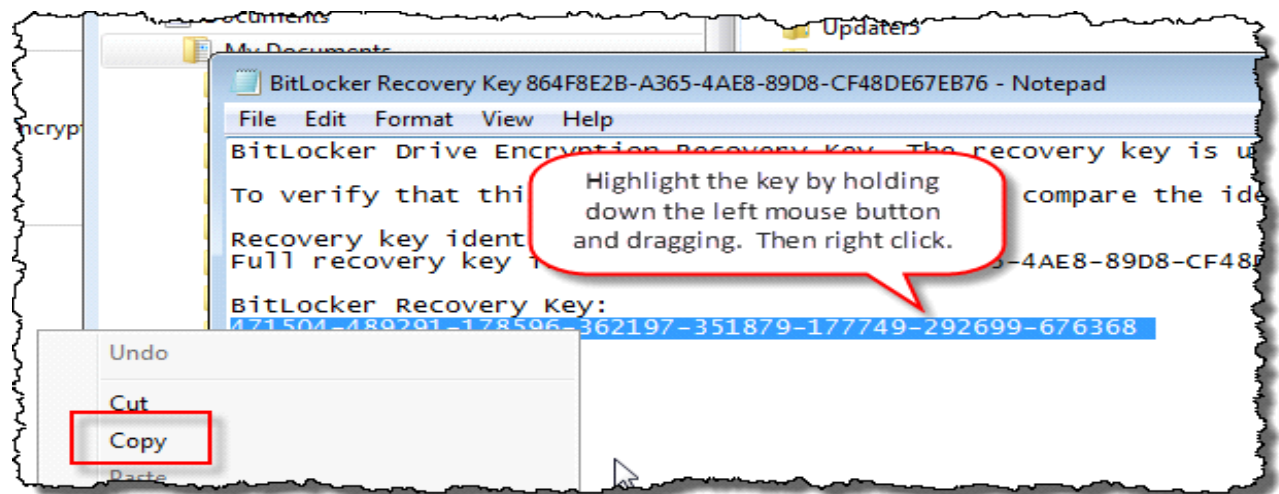 ocuments
My Documents
Updater5
BitLocker Recovery Key 864F8E2B-A365-4AE8-89D8-CF48DE67EB76 - Notepad
File Edit Format View Help
ncryp
BitLocker Drive Encryption Recovery Key. The recovery key is u
To verify that thi compare the ide
Recovery key ident
Full recovery key 5-4AE8-89D8-CF48
Highlight the key by holding
down the left mouse button
and dragging. Then right click.
BitLocker Recovery Key:
471504-489291-178596-362197-351879-177749-292699-676368
Undo
Cut
Copy
Paste